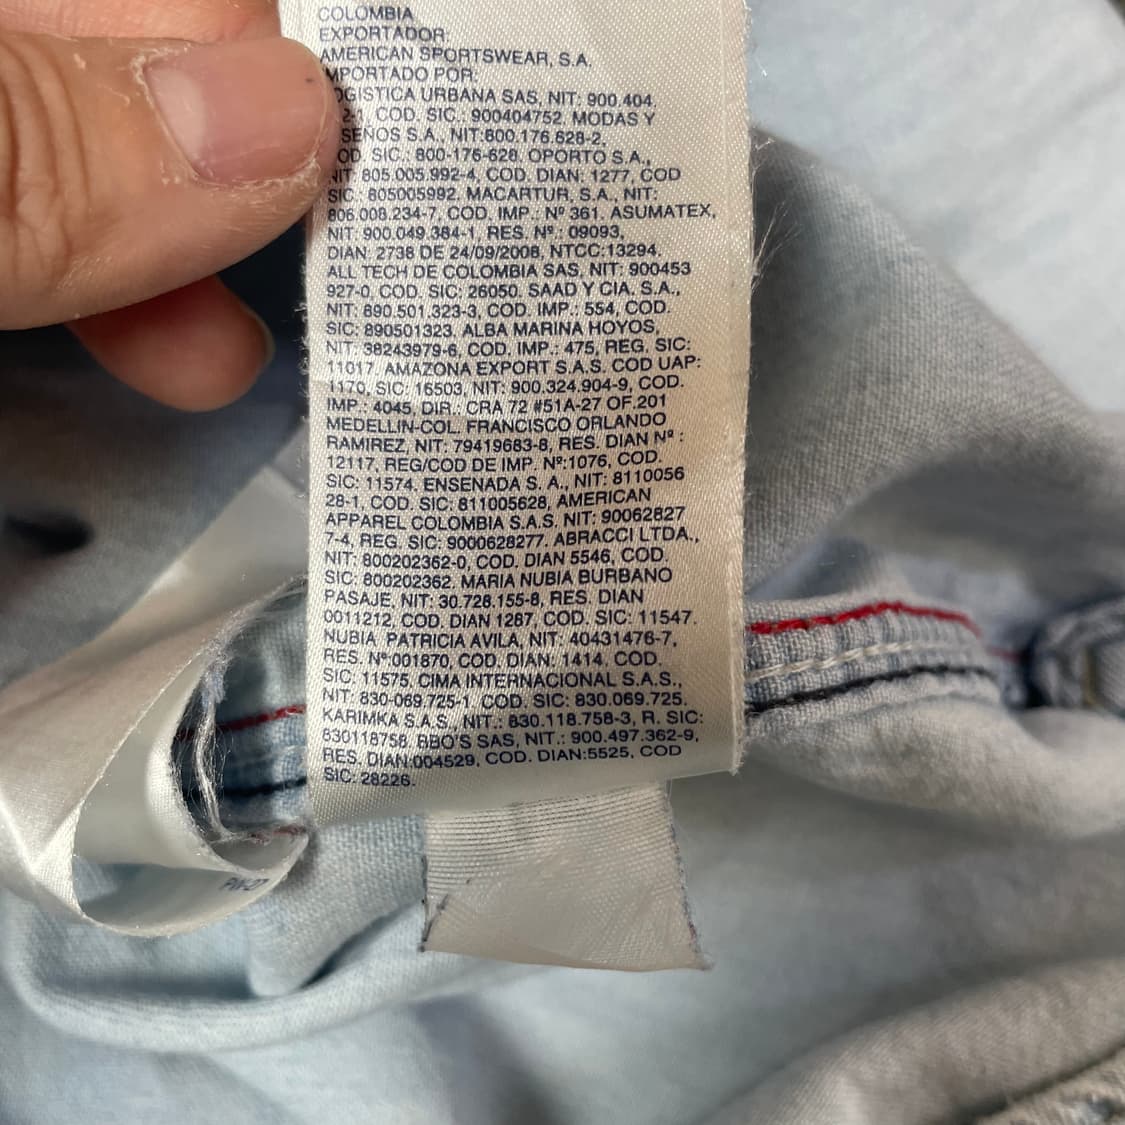 COLOMBIA
EXPORTADOR:
AMERICAN SPORTSWEAR, S.A.
MPORTADO POR:
OGISTICA URBANA SAS, NIT: 900.404.
2-1, COD. SIC.: 900404752. MODAS Y
SEÑOS S.A., NIT:800.176.628-2,
OD. SIC.: 800-176-628. OPORTO S.A.,
NIT: 805.005.992-4, COD. DIAN: 1277, COD
SIC.: 805005992. MACARTUR, S.A., NIT:
806.008.234-7, COD. IMP.: Nº 361. ASUMATEX,
NIT: 900.049.384-1, RES. Nº.: 09093,
DIAN: 2738 DE 24/09/2008, NTCC:13294.
ALL TECH DE COLOMBIA SAS, NIT: 900453
927-0, COD. SIC: 26050. SAAD Y CIA. S.A.,
NIT: 890.501.323-3, COD. IMP.: 554, COD.
SIC: 890501323. ALBA MARINA HOYOS,
NIT: 38243979-6, COD. IMP.: 475, REG. SIC:
11017. AMAZONA EXPORT S.A.S. COD UAP:
1170, SIC: 16503, NIT: 900.324.904-9, COD.
IMP.: 4045, DIR.: CRA 72 #51A-27 OF.201
MEDELLIN-COL. FRANCISCO ORLANDO
RAMIREZ, NIT: 79419683-8, RES. DIAN Nº :
12117, REG/COD DE IMP. Nº:1076, COD.
SIC: 11574. ENSENADA S. A., NIT: 8110056
28-1, COD. SIC: 811005628, AMERICAN
APPAREL COLOMBIA S.A.S. NIT: 90062827
7-4, REG. SIC: 9000628277. ABRACCI LTDA.,
NIT: 800202362-0, COD. DIAN 5546, COD.
SIC: 800202362. MARIA NUBIA BURBANO
PASAJE, NIT: 30.728.155-8, RES. DIAN
0011212, COD. DIAN 1287, COD. SIC: 11547.
NUBIA PATRICIA AVILA, NIT: 40431476-7,
RES. Nº:001870, COD. DIAN: 1414, COD.
SIC. 11575. CIMA INTERNACIONAL S.A.S.,
NIT. 830-069.725-1 COD. SIC: 830.069.725.
KARIMKA S.A.S., NIT.: 830.118.758-3, R. SIC:
830118758. BBO'S SAS, NIT.: 900.497.362-9,
RES. DIAN:004529, COD. DIAN:5525, COD
SIC: 28226.